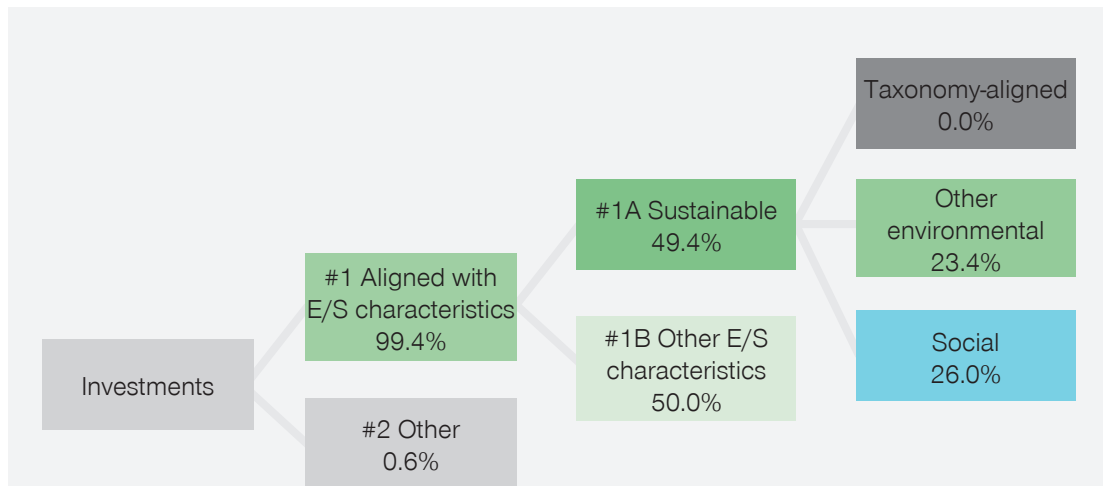 Taxonomy-aligned
0.0%
#1A Sustainable
49.4%
Other
environmental
23.4%
#1 Aligned with
E/S characteristics
99.4%
#1B Other E/S
characteristics
50.0%
Social
26.0%
Investments
#2 Other
0.6%